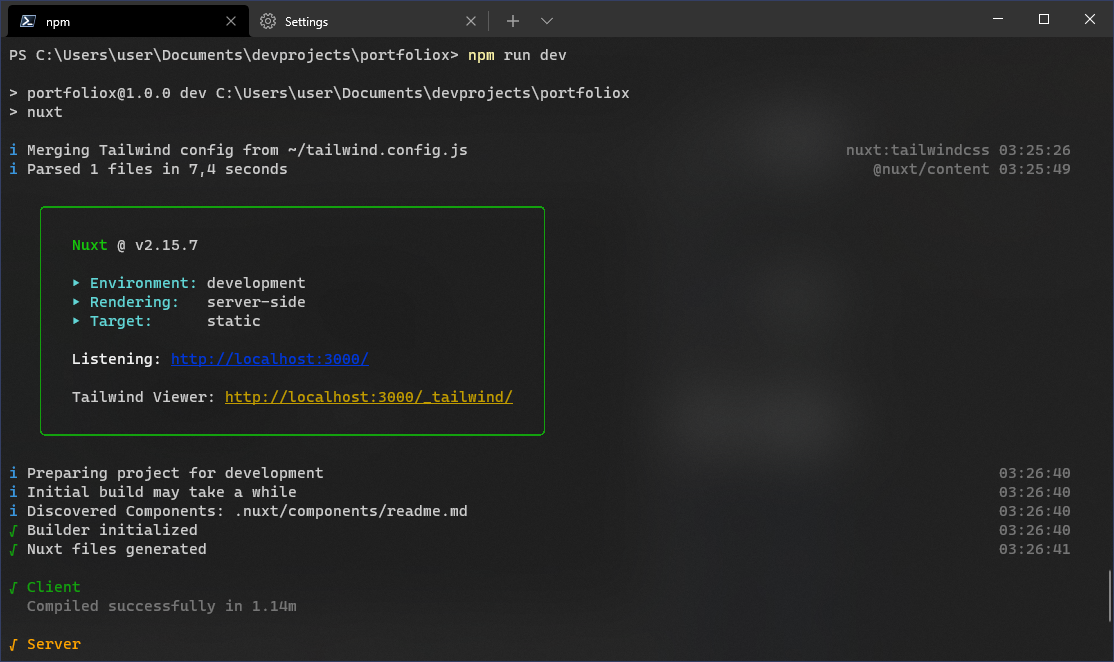 npm
Settings
PS C:\Users\user\Documents\devprojects\portfoliox> npm run dev
> portfoliox@1.0.0 dev C:\Users\user\Documents\devprojects\portfoliox
> nuxt
i Merging Tailwind config from ~/tailwind.config.js nuxt:tailwindcss 03:25:26
i Parsed 1 files in 7,4 seconds @nuxt/content 03:25:49
Nuxt @ v2.15.7
▸ Environment: development
▸ Rendering: server-side
▸ Target: static
Listening: http://localhost:3000/
Tailwind Viewer: http://localhost:3000/_tailwind/
i Preparing project for development 03:26:40
i Initial build may take a while 03:26:40
i Discovered Components: .nuxt/components/readme.md 03:26:40
√ Builder initialized 03:26:40
√ Nuxt files generated 03:26:41
√ Client
Compiled successfully in 1.14m
√ Server